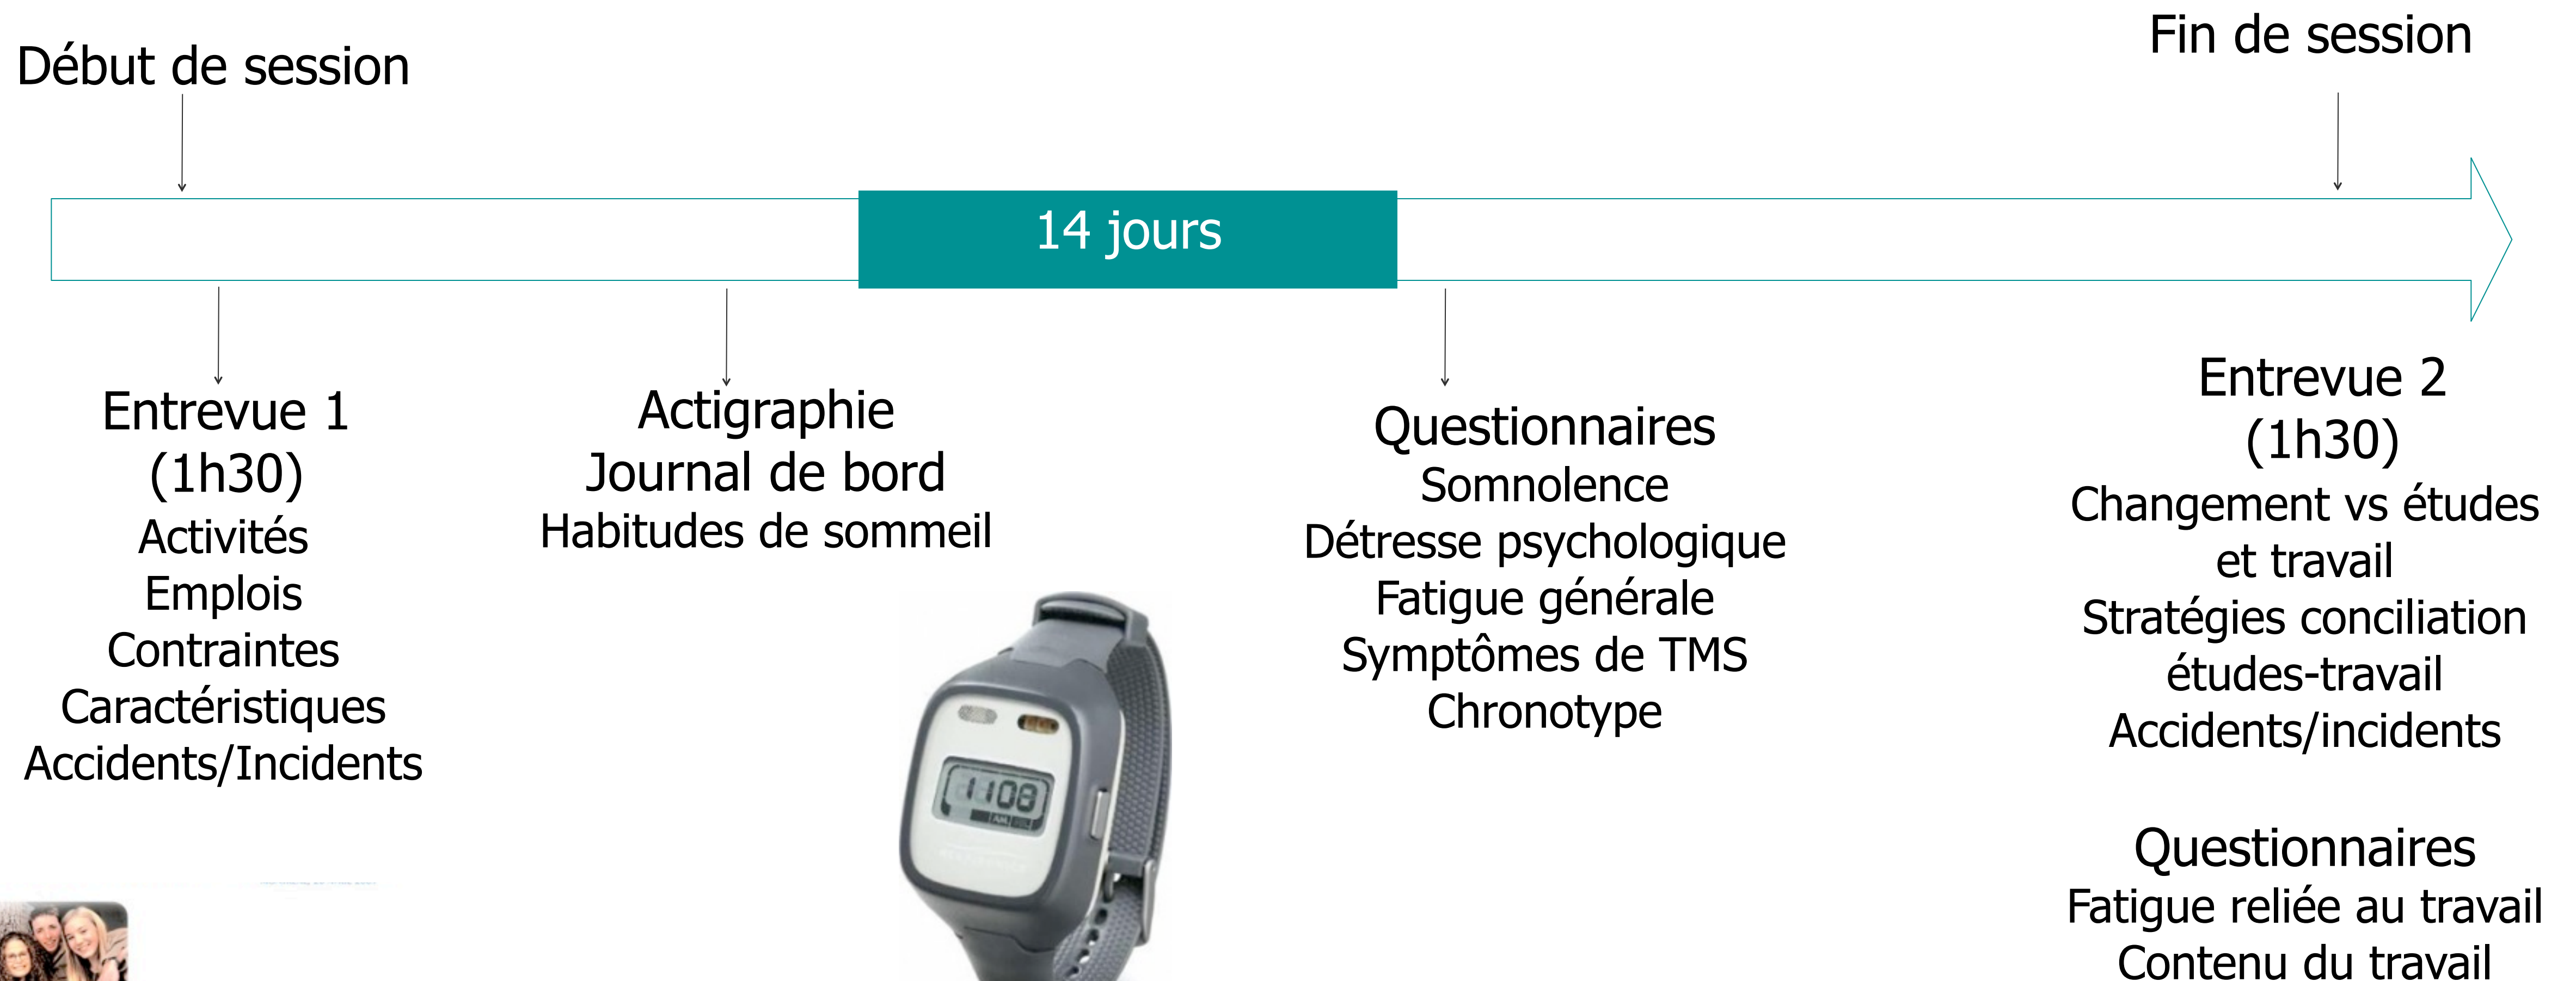 Début de session
Fin de session
14 jours
Entrevue 1
(1h30)
Activités
Emplois
Contraintes
Caractéristiques
Accidents/Incidents
Actigraphie
Journal de bord
Habitudes de sommeil
1108
AM
Questionnaires
Somnolence
Détresse psychologique
Fatigue générale
Symptômes de TMS
Chronotype
Entrevue 2
(1h30)
Changement vs études
et travail
Stratégies conciliation
études-travail
Accidents/incidents
Questionnaires
Fatigue reliée au travail
Contenu du travail